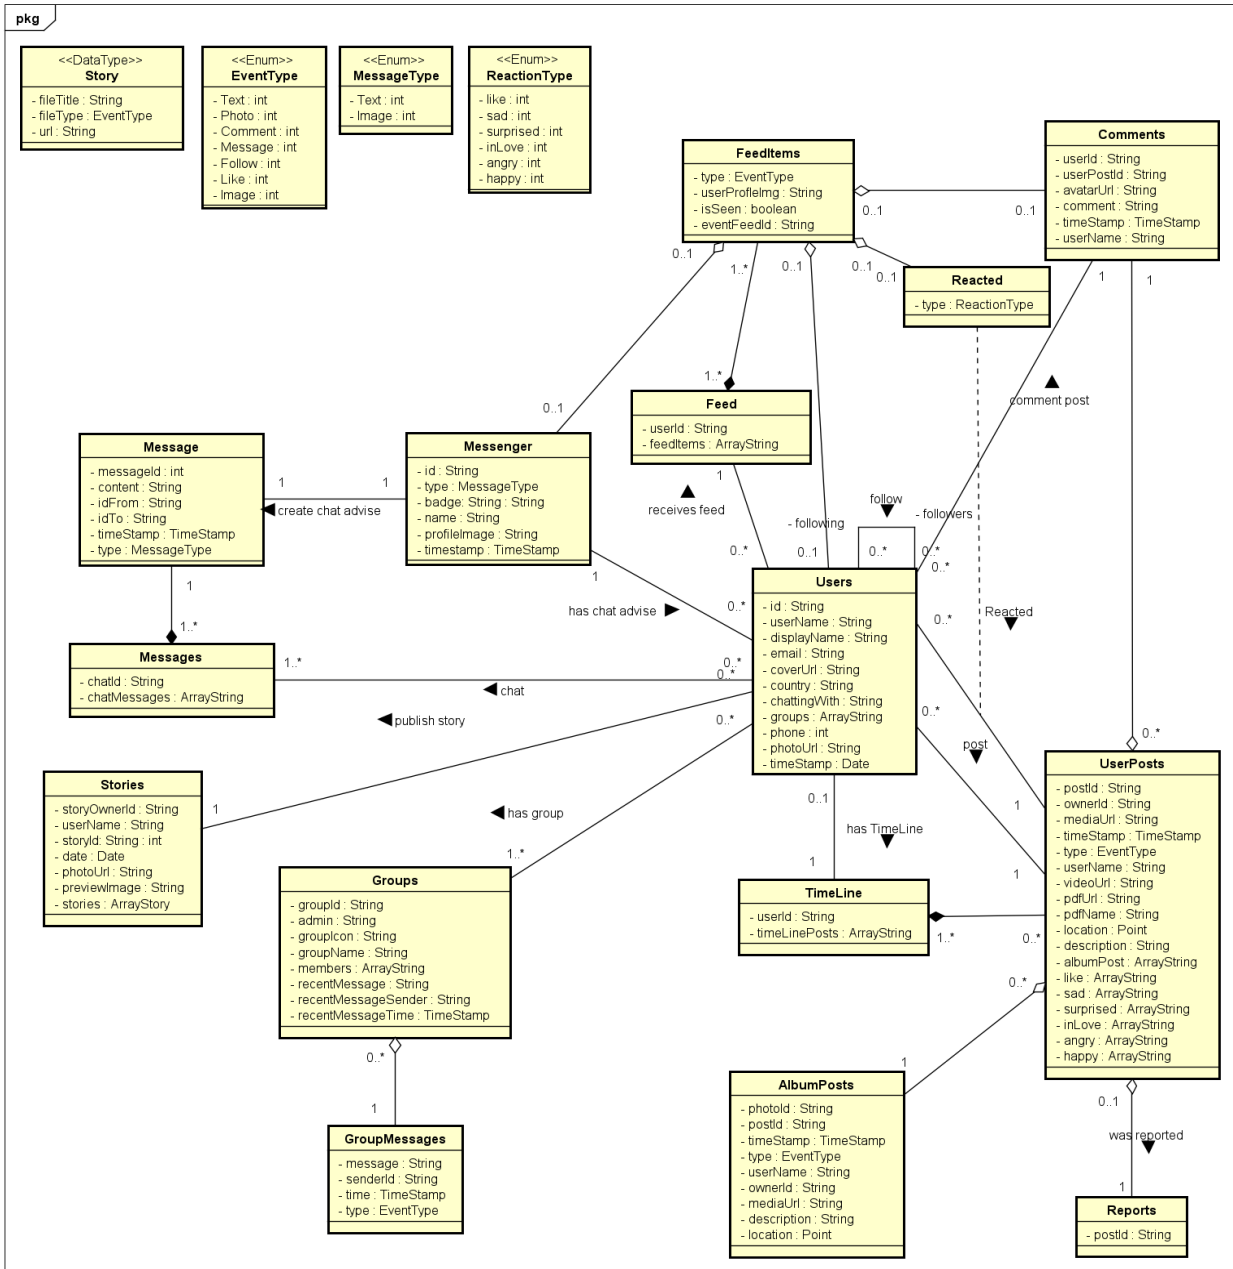 pkg
<<DataType>>
Story
- fileTitle : String
- fileType : EventType
- url : String
<<Enum>>
EventType
- Text : int
- Photo : int
- Comment : int
- Message : int
- Follow : int
- Like : int
- Image : int
<<Enum>>
MessageType
- Text : int
- Image : int
<<Enum>>
ReactionType
- like : int
- sad : int
- surprised : int
- inLove : int
- angry : int
- happy : int
FeedItems
- type : EventType
- userProfleImg : String
- isSeen : boolean
- eventFeedId : String
Comments
- userId : String
- userPostId : String
- avatarUrl : String
- comment : String
- timeStamp : TimeStamp
- userName : String
0..1
0..1
0..1
1..*
0..1
0..1
0..1
1
1
Reacted
- type : ReactionType
1..*
Feed
- userId : String
- feedItems : ArrayString
comment post
0..1
1
receives feed
Message
- messageId : int
- content : String
- idFrom : String
- idTo : String
- timeStamp : TimeStamp
- type : MessageType
1
1
create chat advise
Messenger
- id : String
- type : MessageType
- badge: String : String
- name : String
- profileImage : String
- timestamp : TimeStamp
follow
- following
- followers
0..*
0..1
0..*
0..*
0..*
1
1..*
1
has chat advise
0..*
Messages
- chatId : String
- chatMessages : ArrayString
1..*
0..*
0..*
chat
publish story
0..*
Users
- id : String
- userName : String
- displayName : String
- email : String
- coverUrl : String
- country : String
- chattingWith : String
- groups : ArrayString
- phone : int
- photoUrl : String
- timeStamp : Date
0..*
Reacted
0..*
post
0..*
Stories
- storyOwnerId : String
- userName : String
- storyId: String : int
- date : Date
- photoUrl : String
- previewImage : String
- stories : ArrayStory
1
has group
1..*
0..1
has TimeLine
1
1
1
UserPosts
- postId : String
- ownerId : String
- mediaUrl : String
- timeStamp : TimeStamp
- type : EventType
- userName : String
- videoUrl : String
- pdfUrl : String
- pdfName : String
- location : Point
- description : String
- albumPost : ArrayString
- like : ArrayString
- sad : ArrayString
- surprised : ArrayString
- inLove : ArrayString
- angry : ArrayString
- happy : ArrayString
Groups
- groupId : String
- admin : String
- groupIcon : String
- groupName : String
- members : ArrayString
- recentMessage : String
- recentMessageSender : String
- recentMessageTime : TimeStamp
TimeLine
- userId : String
- timeLinePosts : ArrayString
1..*
0..*
0..*
1
0..*
1
GroupMessages
- message : String
- senderId : String
- time : TimeStamp
- type : EventType
AlbumPosts
- photoId : String
- postId : String
- timeStamp : TimeStamp
- type : EventType
- userName : String
- ownerId : String
- mediaUrl : String
- description : String
- location : Point
0..1
was reported
1
Reports
- postId : String